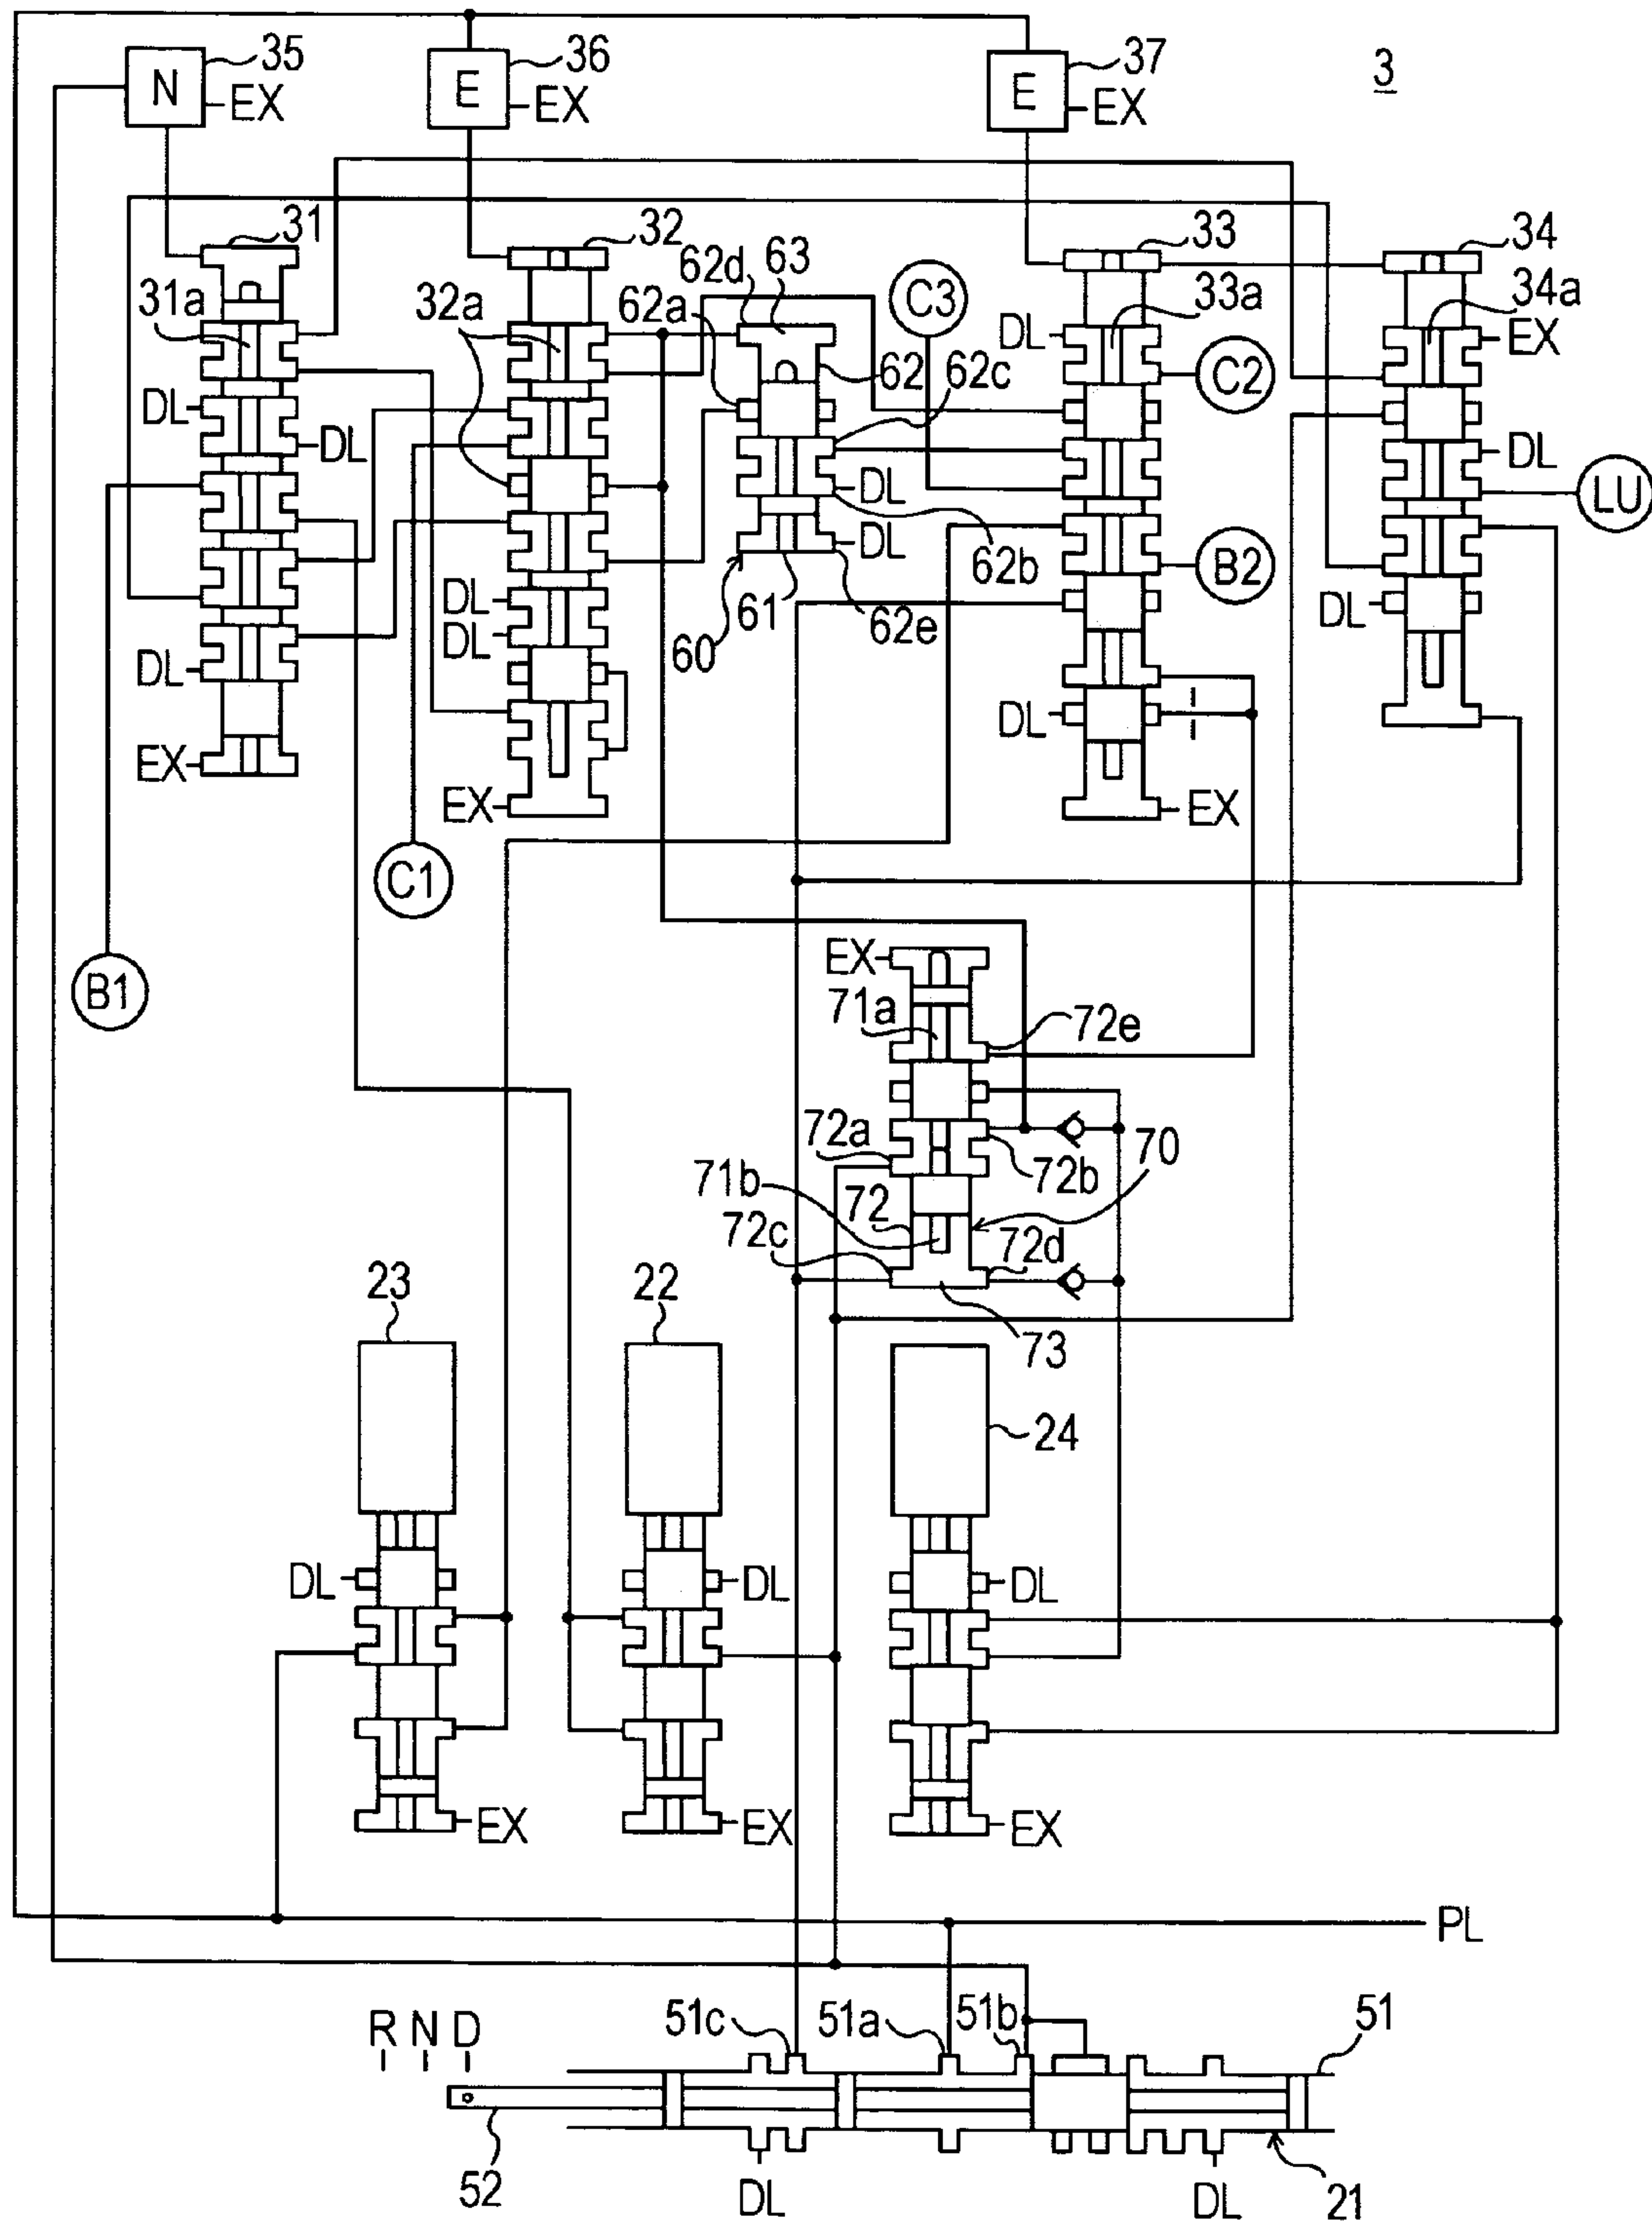 35
36
37
3
N
EX
E
EX
E
EX
31
32
62d
63
33
34
31a
32a
62a
C3
33a
34a
DL
EX
62
62c
C2
DL
DL
DL
DL
LU
DL
62b
B2
DL
DL
60
61
62e
DL
DL
DL
EX
EX
EX
C1
B1
EX
71a
72e
72a
70
71b
72
72b
72c
72d
23
22
73
24
DL
DL
DL
EX
EX
EX
PL
R N D
51c
51a
51b
51
52
DL
DL
21